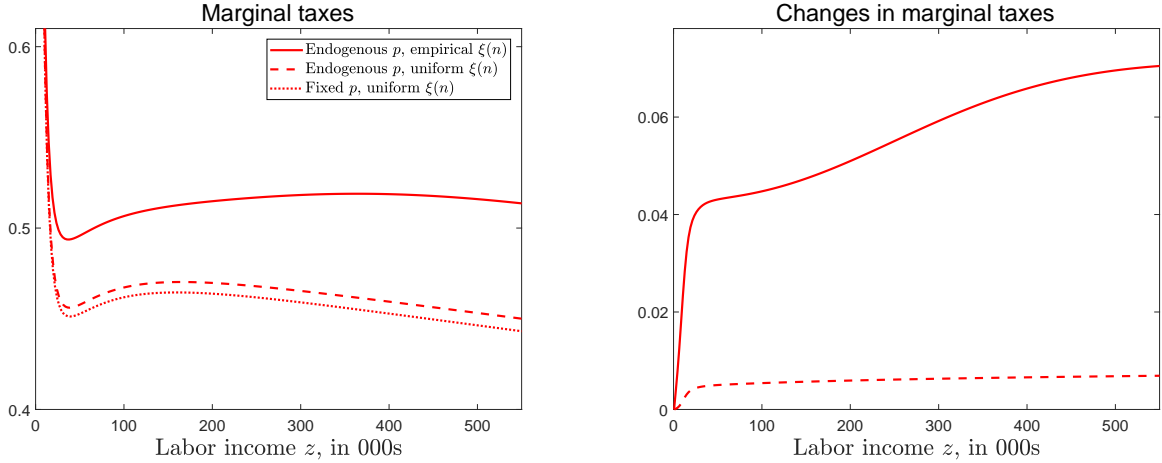 Marginal taxes
0.6
0.5
0.4
Endogenous p, empirical ξ(n)
Endogenous p, uniform ξ(n)
Fixed p, uniform ξ(n)
0 100 200 300 400 500
Labor income z, in 000s
Changes in marginal taxes
0.06
0.04
0.02
0
0 100 200 300 400 500
Labor income z, in 000s